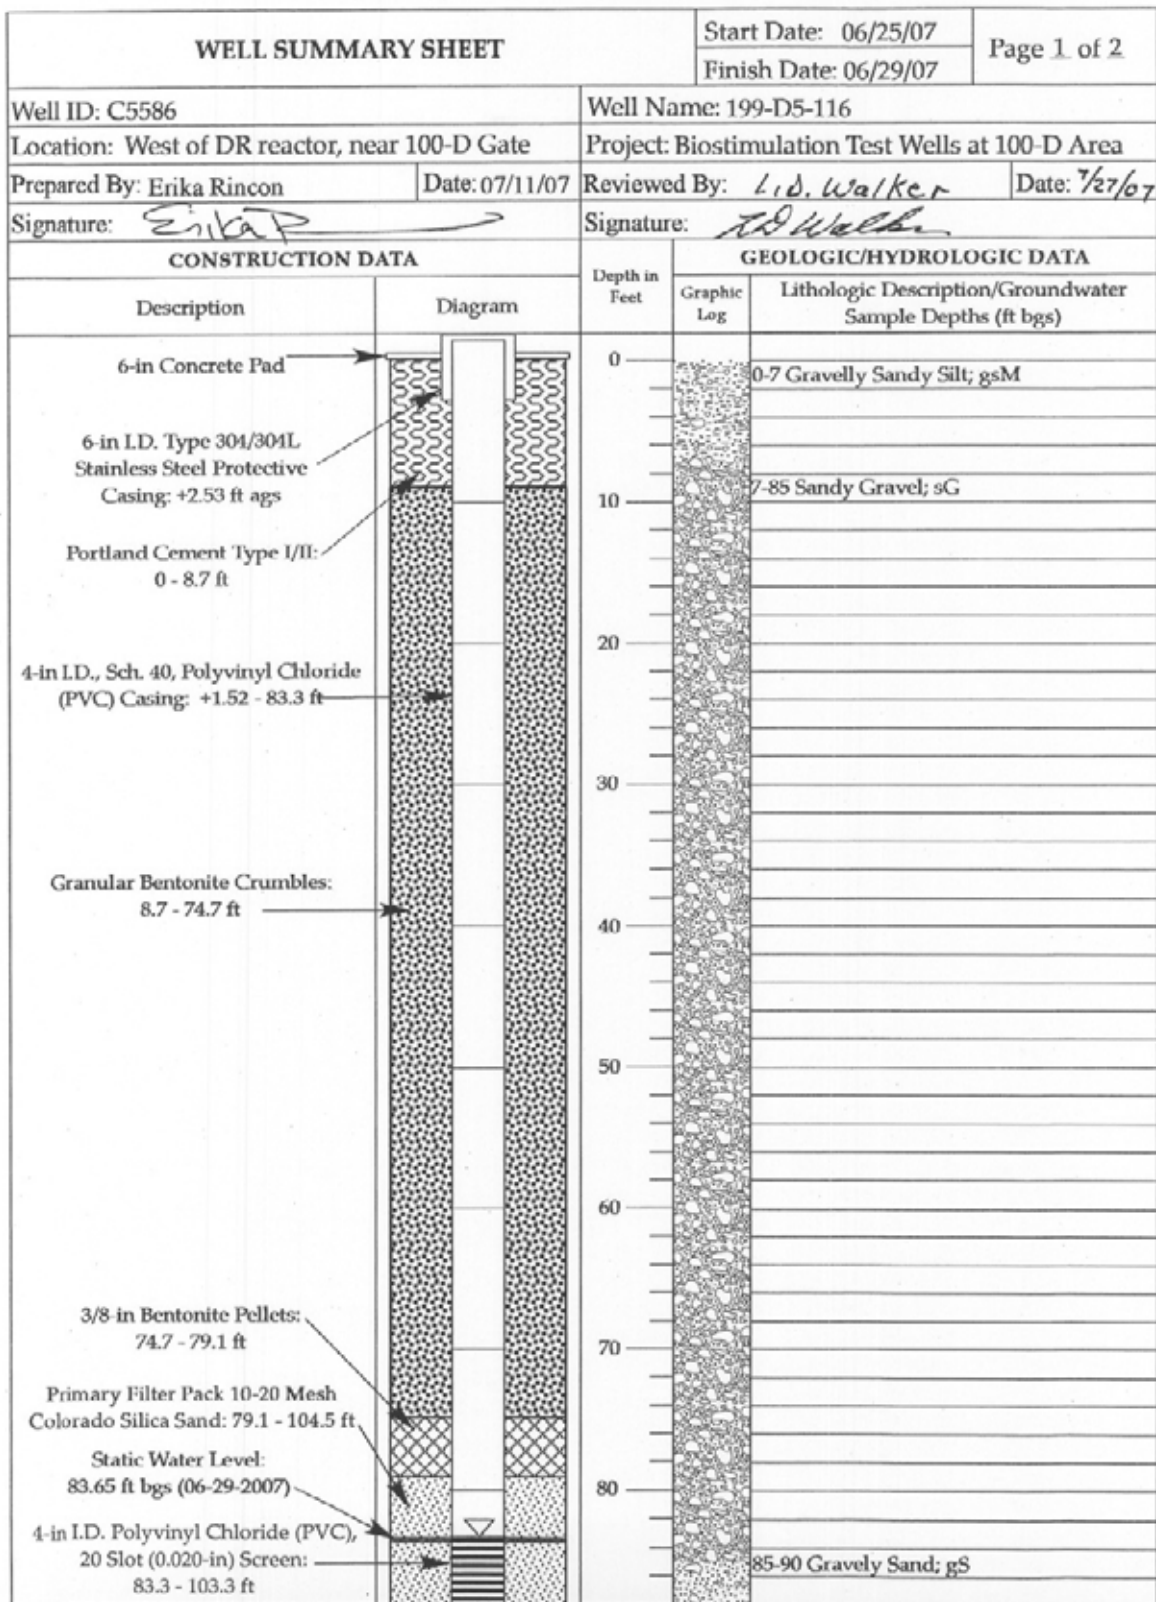 WELL SUMMARY SHEET
Start Date: 06/25/07
Finish Date: 06/29/07
Page 1 of 2
Well ID: C5586
Well Name: 199-D5-116
Location: West of DR reactor, near 100-D Gate
Project: Biostimulation Test Wells at 100-D Area
Prepared By: Erika Rincon
Date: 07/11/07
Reviewed By: L.D. Walker
Date: 7/27/07
Signature: Erika R
Signature: LD Walker
CONSTRUCTION DATA
Depth in
Feet
GEOLOGIC/HYDROLOGIC DATA
Description
Diagram
Graphic
Log
Lithologic Description/Groundwater
Sample Depths (ft bgs)
6-in Concrete Pad
0
0-7 Gravelly Sandy Silt; gsM
6-in I.D. Type 304/304L
Stainless Steel Protective
Casing: +2.53 ft ags
7-85 Sandy Gravel; sG
10
Portland Cement Type I/II:
0 - 8.7 ft
20
4-in I.D., Sch. 40, Polyvinyl Chloride
(PVC) Casing: +1.52 - 83.3 ft
30
Granular Bentonite Crumbles:
8.7 - 74.7 ft
40
50
60
3/8-in Bentonite Pellets:
74.7 - 79.1 ft
70
Primary Filter Pack 10-20 Mesh
Colorado Silica Sand: 79.1 - 104.5 ft
Static Water Level:
83.65 ft bgs (06-29-2007)
80
4-in I.D. Polyvinyl Chloride (PVC),
20 Slot (0.020-in) Screen:
83.3 - 103.3 ft
85-90 Gravely Sand; gS